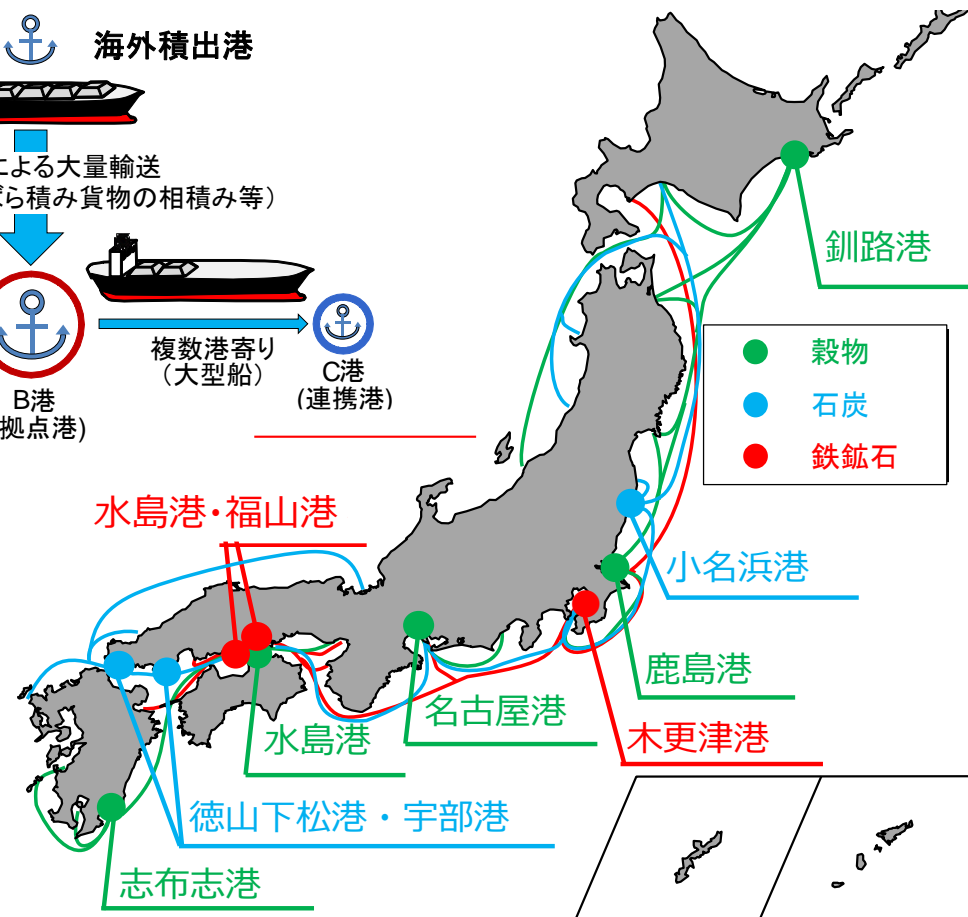 海外積出港
による大量輸送
ら積み貨物の相積み等）
複数港寄り
（大型船）
B港
拠点港)
C港
(連携港)
釧路港
穀物
石炭
鉄鉱石
水島港・福山港
小名浜港
鹿島港
名古屋港
木更津港
水島港
徳山下松港・宇部港
志布志港